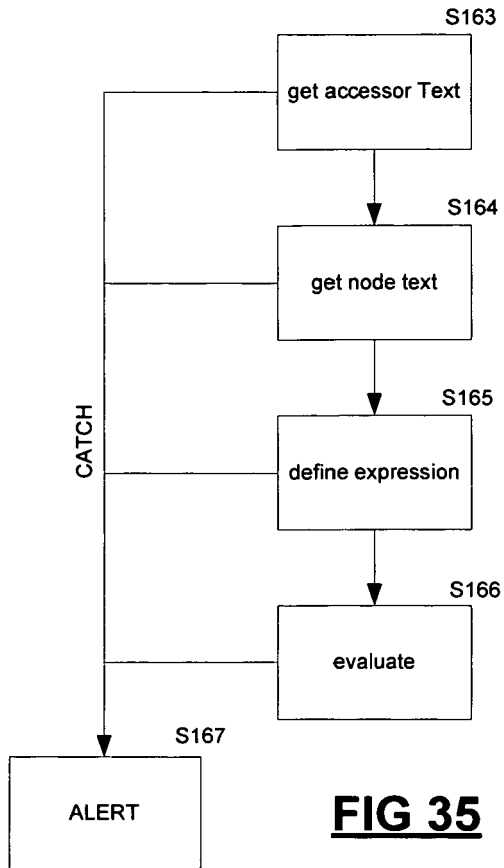 S163
get accessor Text
S164
get node text
S165
define expression
CATCH
S166
evaluate
S167
ALERT
FIG 35